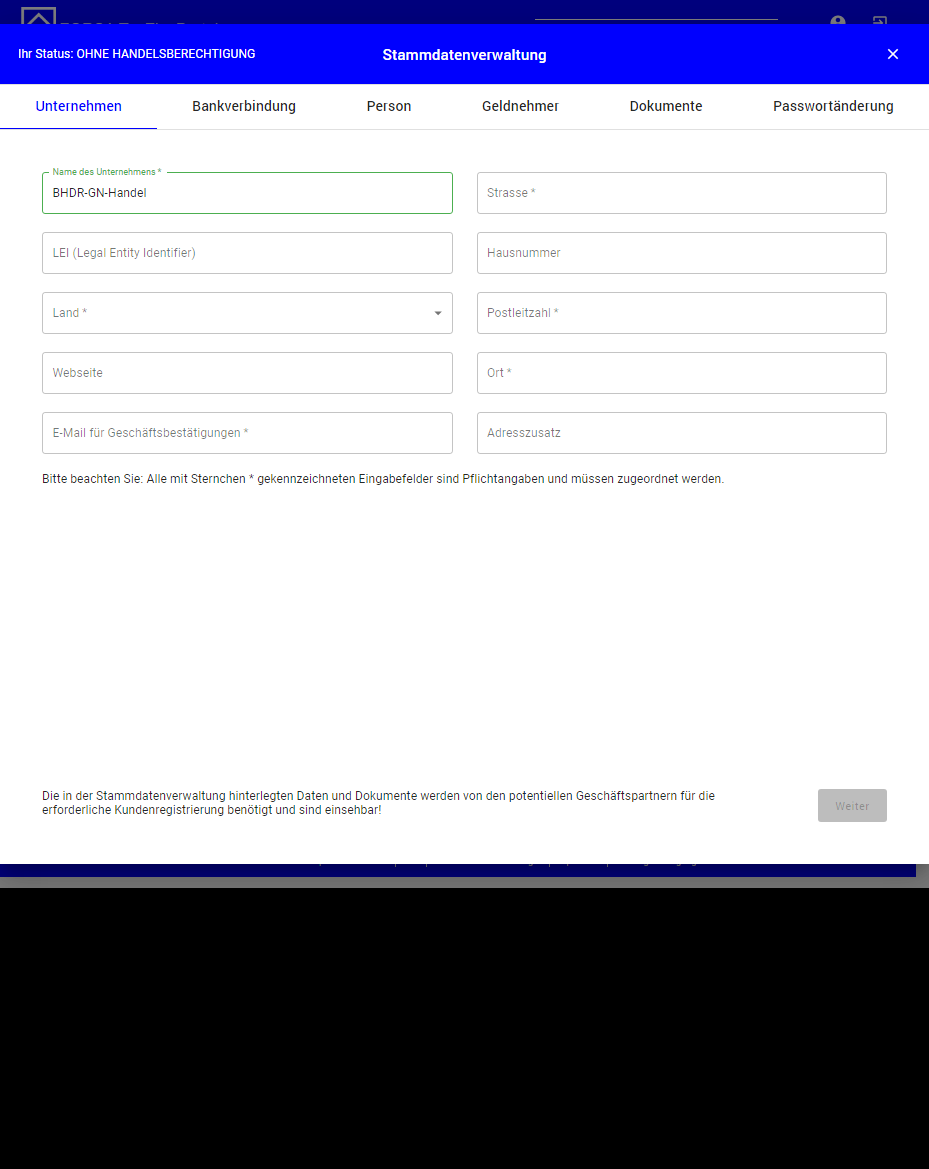 Ihr Status: OHNE HANDELSBERECHTIGUNG
Stammdatenverwaltung
Unternehmen
Bankverbindung
Person
Geldnehmer
Dokumente
Passwortänderung
Name des Unternehmens *
BHDR-GN-Handel
Strasse *
LEI (Legal Entity Identifier)
Hausnummer
Land *
Postleitzahl *
Webseite
Ort *
E-Mail für Geschäftsbestätigungen *
Adresszusatz
Bitte beachten Sie: Alle mit Sternchen * gekennzeichneten Eingabefelder sind Pflichtangaben und müssen zugeordnet werden.
Die in der Stammdatenverwaltung hinterlegten Daten und Dokumente werden von den potentiellen Geschäftspartnern für die
erforderliche Kundenregistrierung benötigt und sind einsehbar!
Weiter